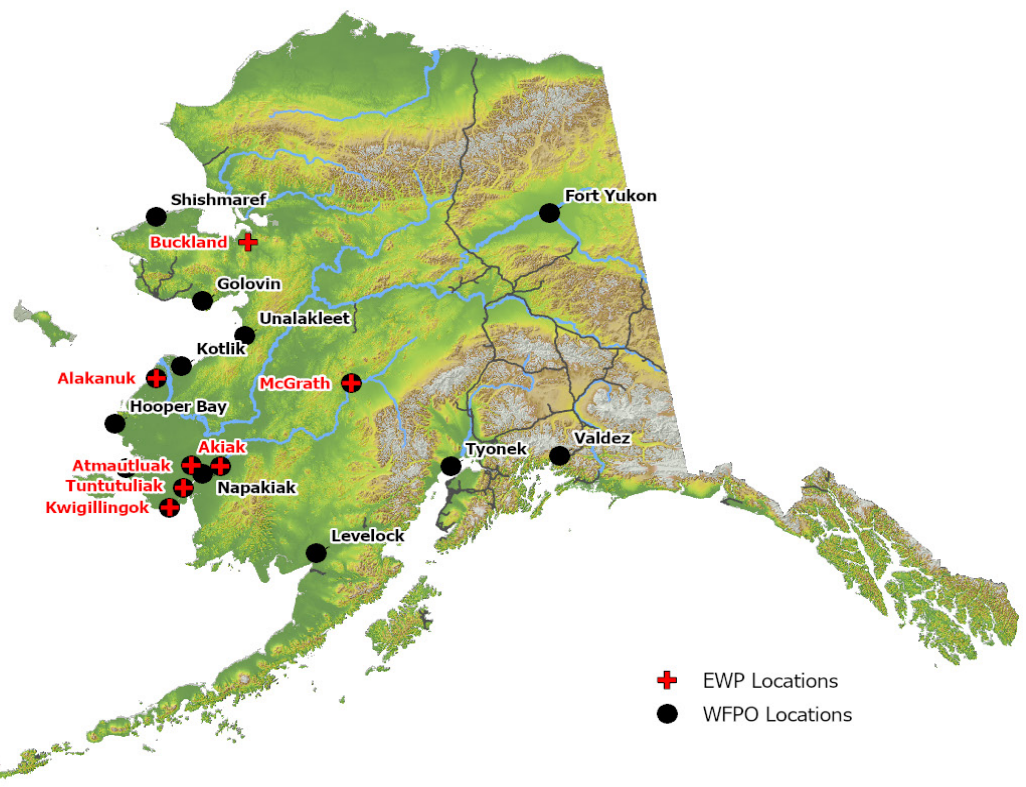 Shishmaref
Fort Yukon
Buckland
Golovin
Unalakleet
Kotlik
Alakanuk
McGrath
Hooper Bay
Akiak
Valdez
Tyonek
Atmautluak
Tuntutuliak
Napakiak
Kwigillingok
Levelock
EWP Locations
WFPO Locations